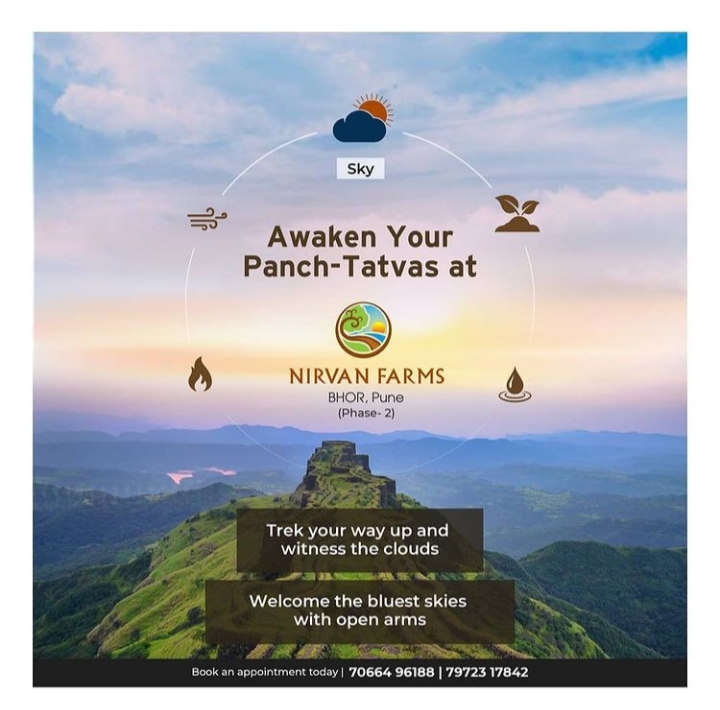 Sky
Awaken Your
Panch-Tatvas at
NIRVAN FARMS
BHOR, Pune
(Phase- 2)
Trek your way up and
witness the clouds
Welcome the bluest skies
with open arms
Book an appointment today | 70664 96188 | 79723 17842